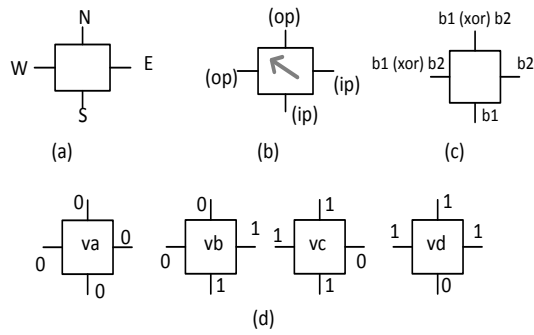 N
W E
S
(a)
(op)
(op) (ip)
(ip)
(b)
b1 (xor) b2
b1 (xor) b2 b2
b1
(c)
0 0 1 1
va vb vc vd
0 0 0 1 1 0 1 1
0 1 1 0
(d)